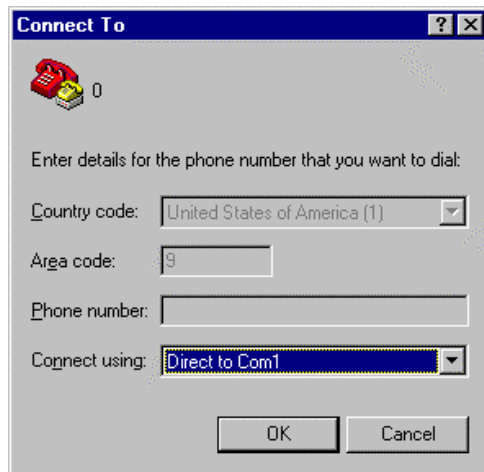 Connect To
0
Enter details for the phone number that you want to dial:
Country code: United States of America (1)
Area code: 9
Phone number:
Connect using: Direct to Com1
OK Cancel